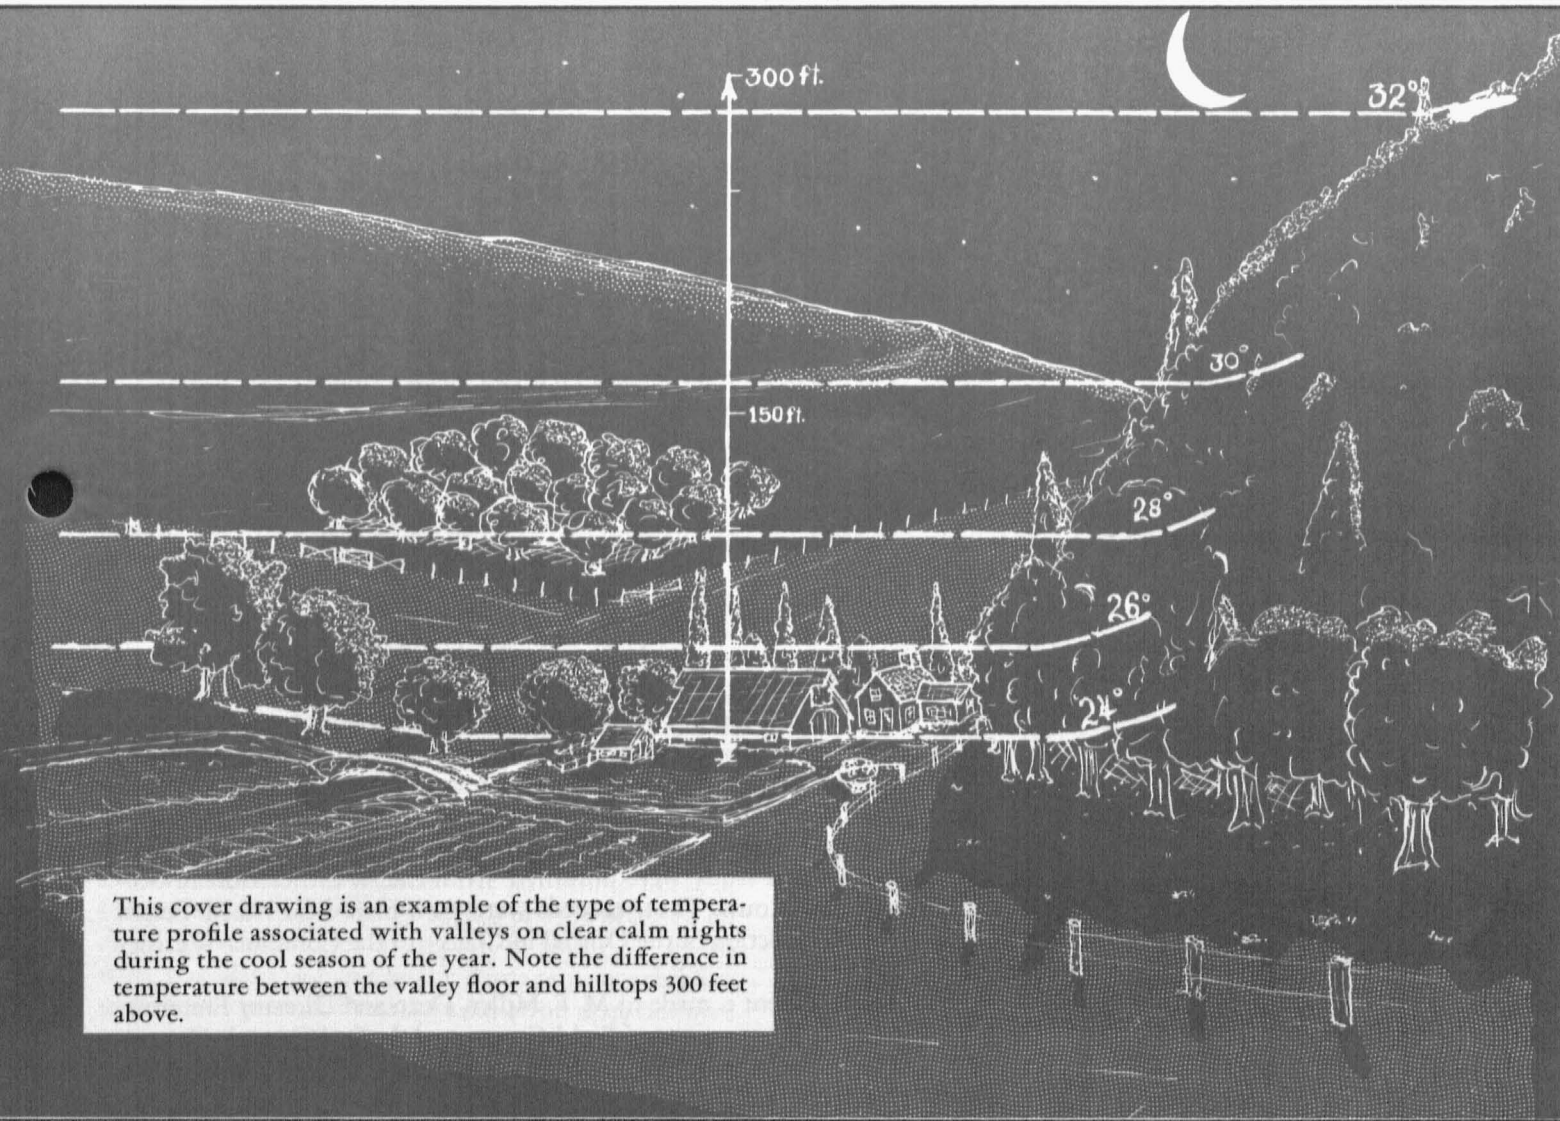 300 ft.
32°
30°
150 ft.
28°
26°
24°
This cover drawing is an example of the type of tempera-
ture profile associated with valleys on clear calm nights
during the cool season of the year. Note the difference in
temperature between the valley floor and hilltops 300 feet
above.